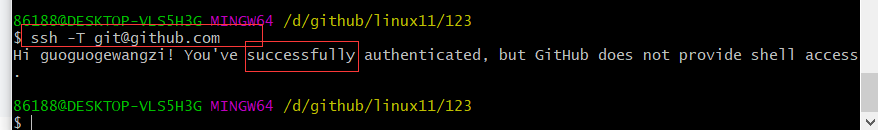 86188@DESKTOP-VLS5H3G MINGW64 /d/github/linux11/123
$ ssh -T git@github.com
Hi guoguogewangzi! You've successfully authenticated, but GitHub does not provide shell access
.
86188@DESKTOP-VLS5H3G MINGW64 /d/github/linux11/123
$